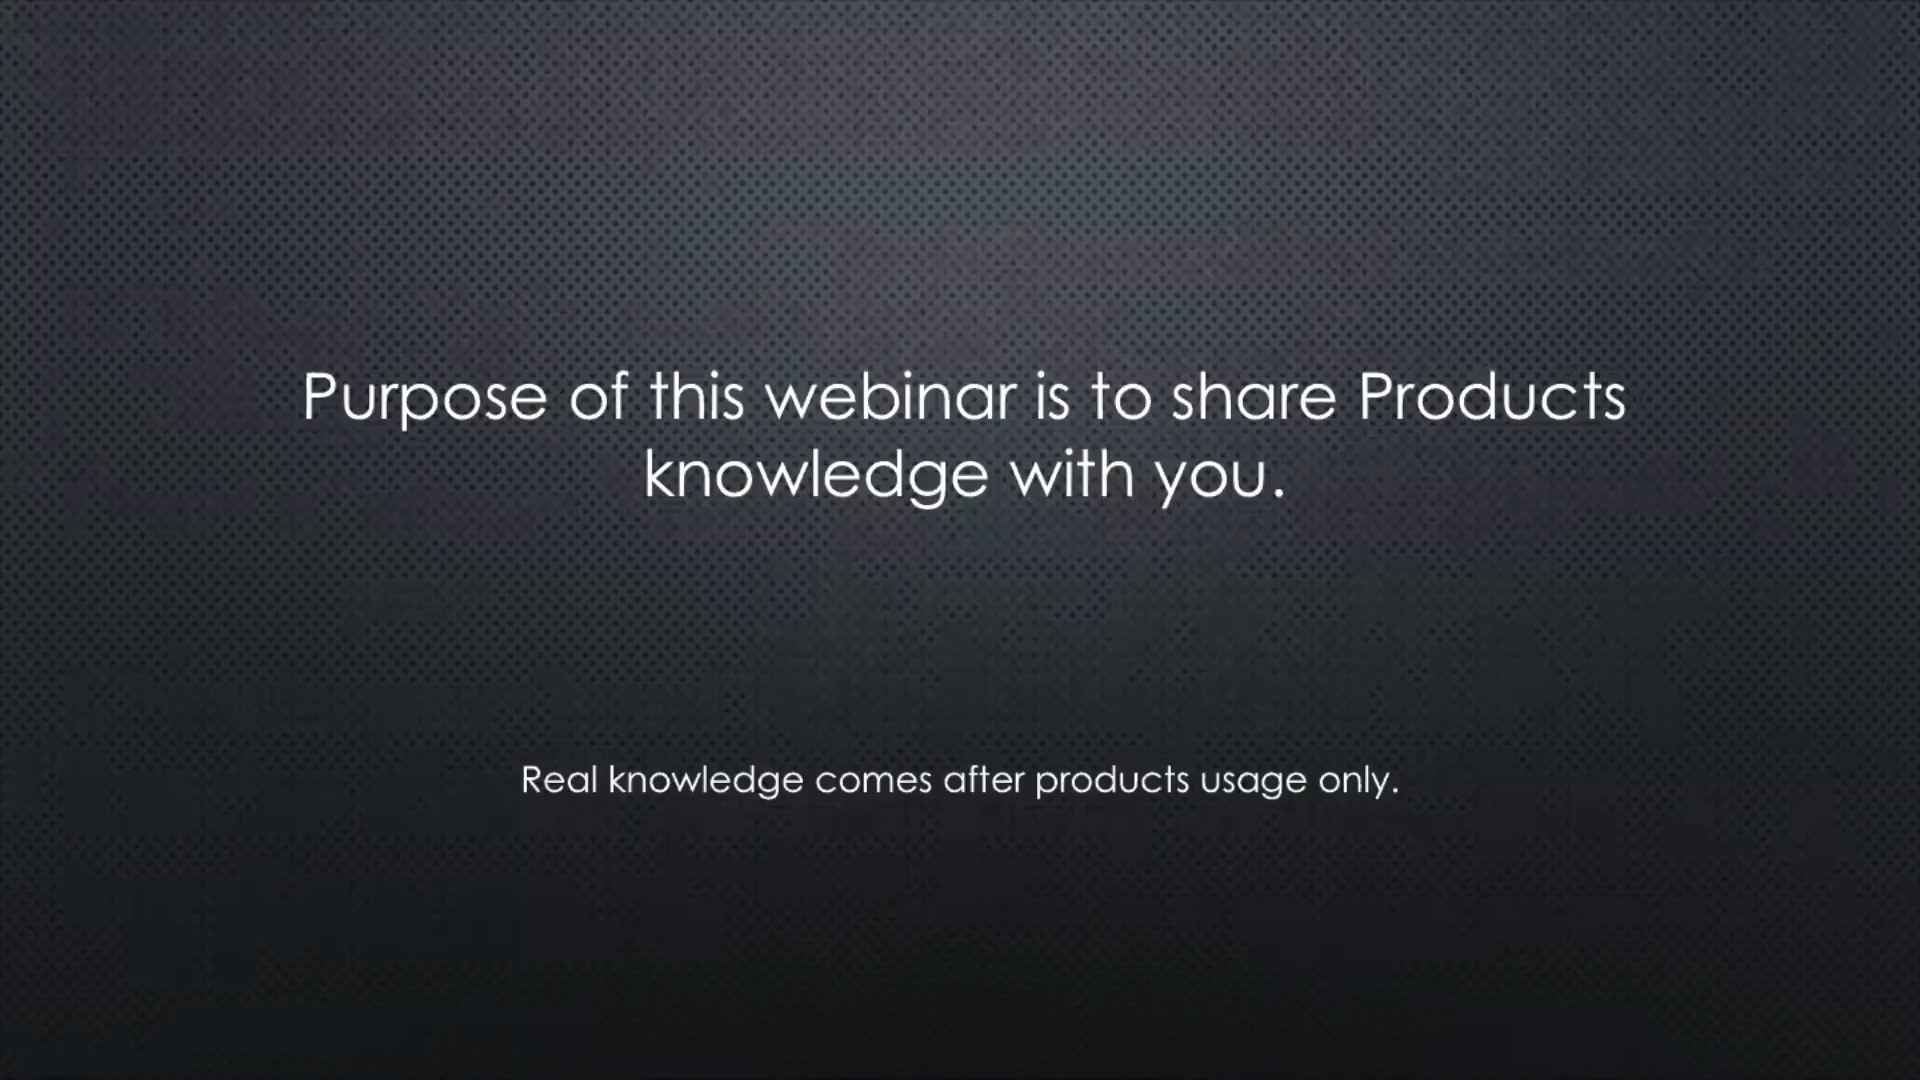 Purpose of this webinar is to share Products
knowledge with you.
Real knowledge comes after products usage only.